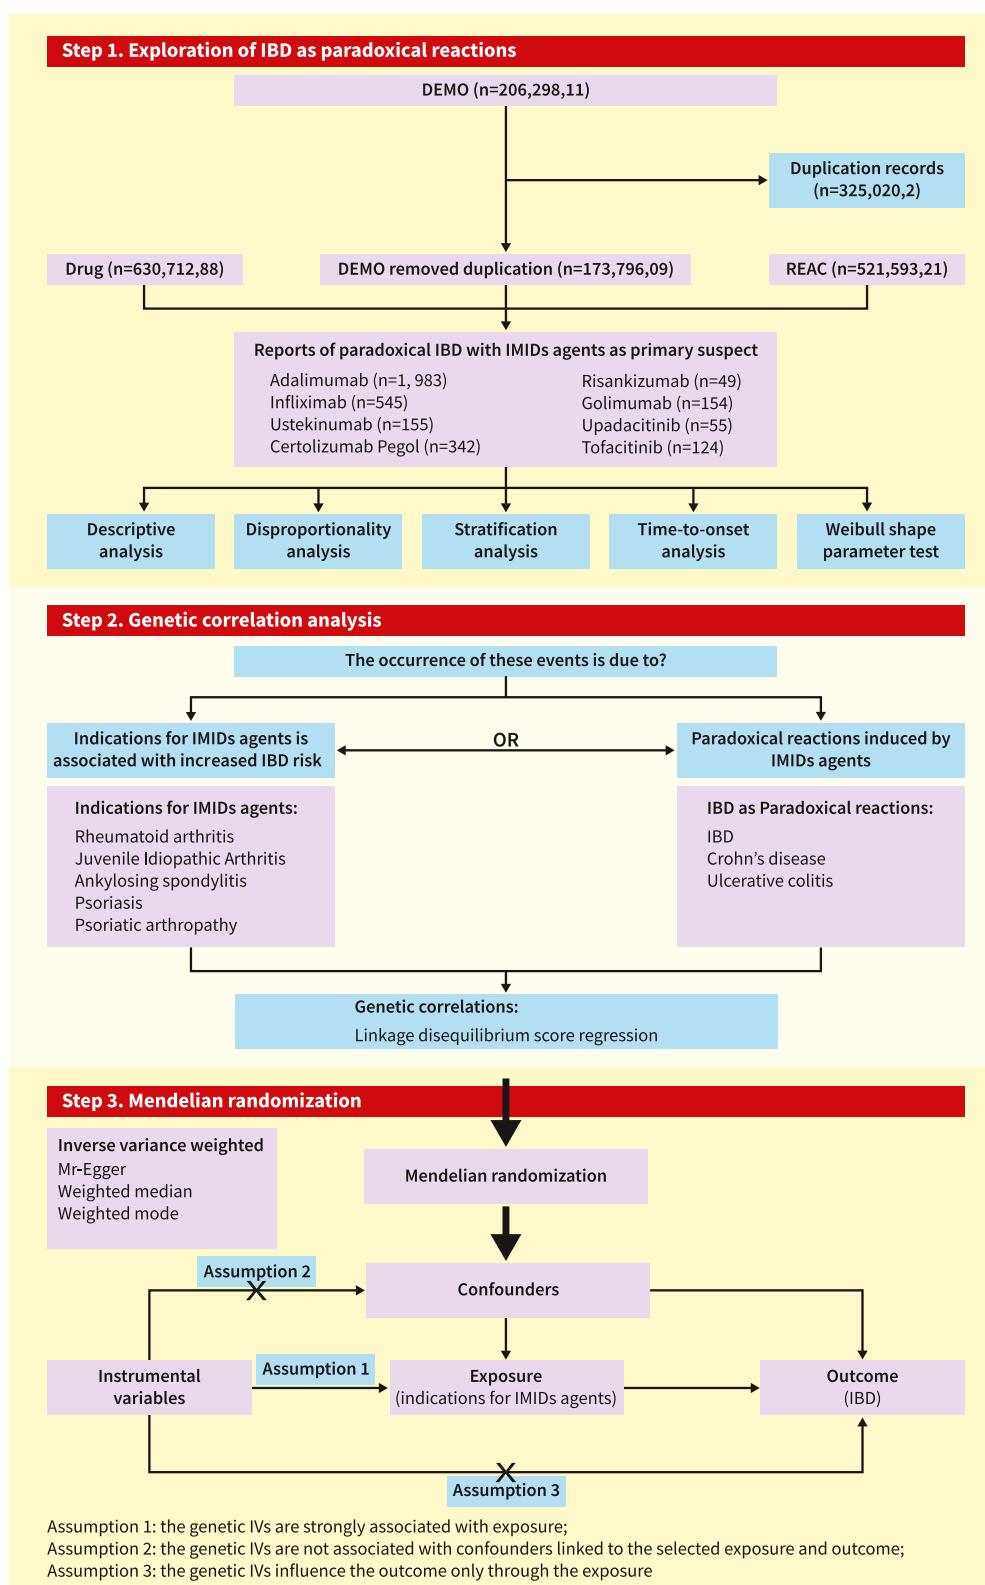 Step 1. Exploration of IBD as paradoxical reactions
DEMO (n=206,298,11)
Duplication records
(n=325,020,2)
Drug (n=630,712,88)
DEMO removed duplication (n=173,796,09)
REAC (n=521,593,21)
Reports of paradoxical IBD with IMIDs agents as primary suspect
Adalimumab (n=1, 983)
Infliximab (n=545)
Ustekinumab (n=155)
Certolizumab Pegol (n=342)
Risankizumab (n=49)
Golimumab (n=154)
Upadacitinib (n=55)
Tofacitinib (n=124)
Descriptive
analysis
Disproportionality
analysis
Stratification
analysis
Time-to-onset
analysis
Weibull shape
parameter test
Step 2. Genetic correlation analysis
The occurrence of these events is due to?
Indications for IMIDs agents is
associated with increased IBD risk
OR
Paradoxical reactions induced by
IMIDs agents
Indications for IMIDs agents:
Rheumatoid arthritis
Juvenile Idiopathic Arthritis
Ankylosing spondylitis
Psoriasis
Psoriatic arthropathy
IBD as Paradoxical reactions:
IBD
Crohn's disease
Ulcerative colitis
Genetic correlations:
Linkage disequilibrium score regression
Step 3. Mendelian randomization
Inverse variance weighted
Mr-Egger
Weighted median
Weighted mode
Mendelian randomization
Assumption 2
X
Confounders
Instrumental
variables
Assumption 1
Exposure
(indications for IMIDs agents)
Outcome
(IBD)
X
Assumption 3
Assumption 1: the genetic IVs are strongly associated with exposure;
Assumption 2: the genetic IVs are not associated with confounders linked to the selected exposure and outcome;
Assumption 3: the genetic IVs influence the outcome only through the exposure